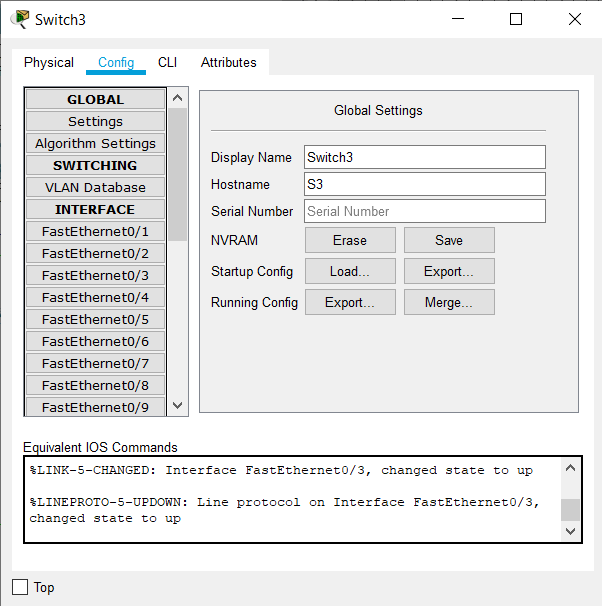 Switch3
Physical Config CLI Attributes
GLOBAL
Settings
Algorithm Settings
SWITCHING
VLAN Database
INTERFACE
FastEthernet0/1
FastEthernet0/2
FastEthernet0/3
FastEthernet0/4
FastEthernet0/5
FastEthernet0/6
FastEthernet0/7
FastEthernet0/8
FastEthernet0/9
Global Settings
Display Name Switch3
Hostname S3
Serial Number Serial Number
NVRAM Erase Save
Startup Config Load... Export...
Running Config Export... Merge...
Equivalent IOS Commands
%LINK-5-CHANGED: Interface FastEthernet0/3, changed state to up
%LINEPROTO-5-UPDOWN: Line protocol on Interface FastEthernet0/3,
changed state to up
Top